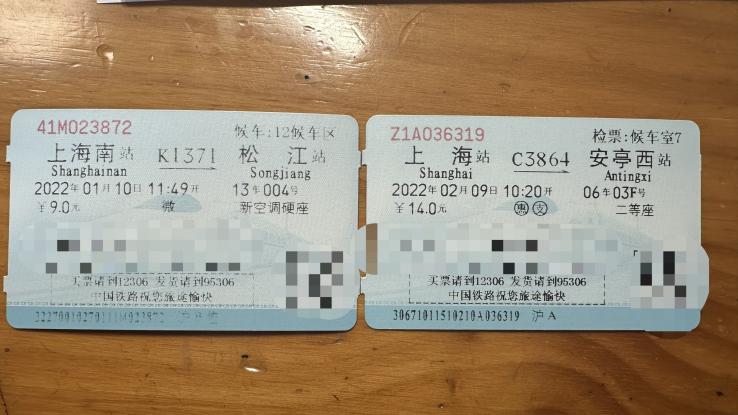 41M023872
候车:12候车区
上海南站 K1371 松江站
Shanghainan Songjiang
2022年01月10日 11:49开 13车004号
￥9.0元 微 新空调硬座
买票请到12306 发货请到95306
中国铁路祝您旅途愉快
Z1A036319
检票:候车室7
上海站 C3864 安亭西站
Shanghai Antingxi
2022年02月09日 10:20开 06车03F号
￥14.0元 惠 支 二等座
买票请到12306 发货请到95306
中国铁路祝您旅途愉快
30671011510210A036319 沪A